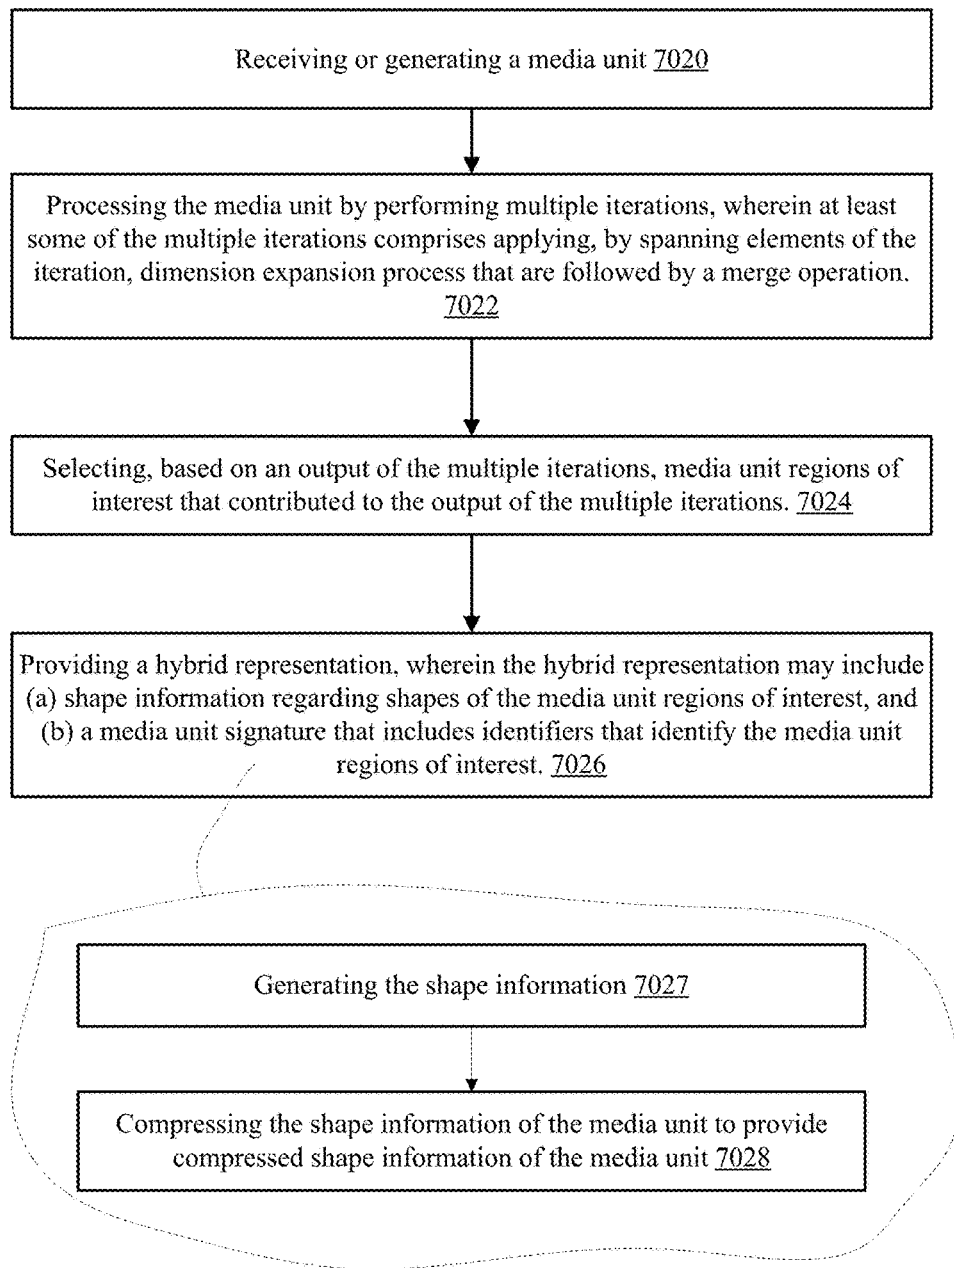 Receiving or generating a media unit 7020
Processing the media unit by performing multiple iterations, wherein at least
some of the multiple iterations comprises applying, by spanning elements of the
iteration, dimension expansion process that are followed by a merge operation.
7022
Selecting, based on an output of the multiple iterations, media unit regions of
interest that contributed to the output of the multiple iterations. 7024
Providing a hybrid representation, wherein the hybrid representation may include
(a) shape information regarding shapes of the media unit regions of interest, and
(b) a media unit signature that includes identifiers that identify the media unit
regions of interest. 7026
Generating the shape information 7027
Compressing the shape information of the media unit to provide
compressed shape information of the media unit 7028